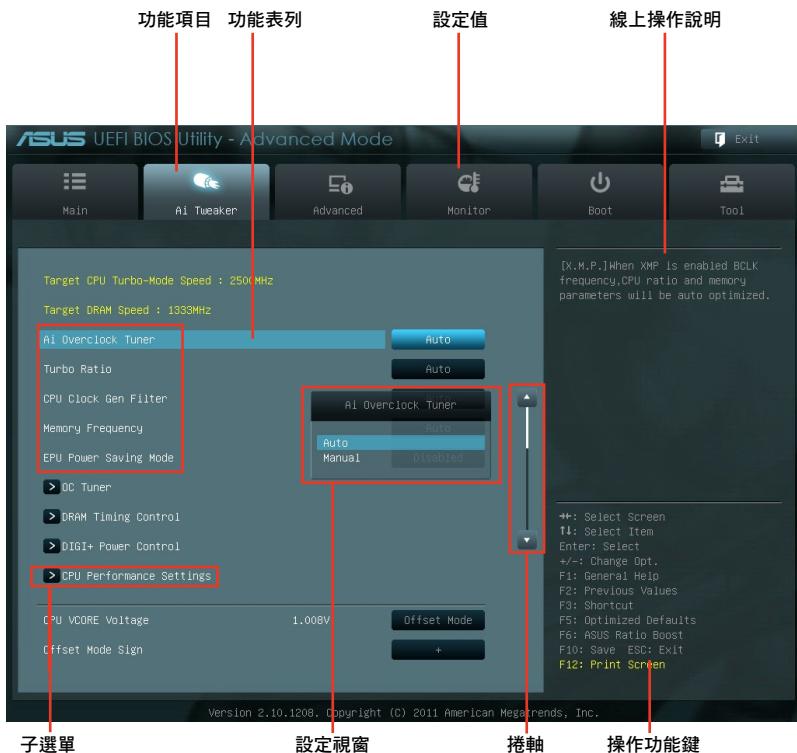 功能項目 功能表列 設定值 線上操作說明
ASUS UEFI BIOS Utility - Advanced Mode
Exit
Main Ai Tweaker Advanced Monitor Boot Tool
[X.M.P.]When XMP is enabled BCLK
frequency,CPU ratio and memory
parameters will be auto optimized.
Target CPU Turbo-Mode Speed : 2500MHz
Target DRAM Speed : 1333MHz
Ai Overclock Tuner Auto
Turbo Ratio Auto
CPU Clock Gen Filter
Memory Frequency Auto
EPU Power Saving Mode Disabled
Ai Overclock Tuner
Auto
Manual
> OC Tuner
> DRAM Timing Control
> DIGI+ Power Control
> CPU Performance Settings
CPU VCORE Voltage 1.008V Offset Mode
Offset Mode Sign +
→←: Select Screen
↑↓: Select Item
Enter: Select
+/-: Change Opt.
F1: General Help
F2: Previous Values
F3: Shortcut
F5: Optimized Defaults
F6: ASUS Ratio Boost
F10: Save ESC: Exit
F12: Print Screen
Version 2.10.1208. Copyright (C) 2011 American Megatrends, Inc.
子選單 設定視窗 捲軸 操作功能鍵